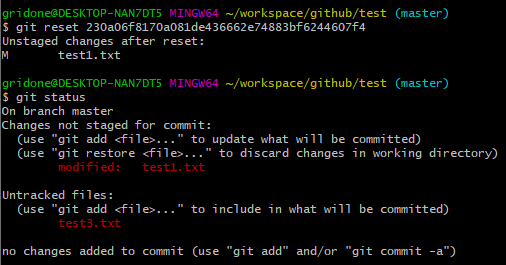 gridone@DESKTOP-NAN7DT5 MINGW64 ~/workspace/github/test (master)
$ git reset 230a06f8170a081de436662e74883bf6244607f4
Unstaged changes after reset:
M       test1.txt

gridone@DESKTOP-NAN7DT5 MINGW64 ~/workspace/github/test (master)
$ git status
On branch master
Changes not staged for commit:
  (use "git add <file>..." to update what will be committed)
  (use "git restore <file>..." to discard changes in working directory)
        modified:   test1.txt

Untracked files:
  (use "git add <file>..." to include in what will be committed)
        test3.txt

no changes added to commit (use "git add" and/or "git commit -a")